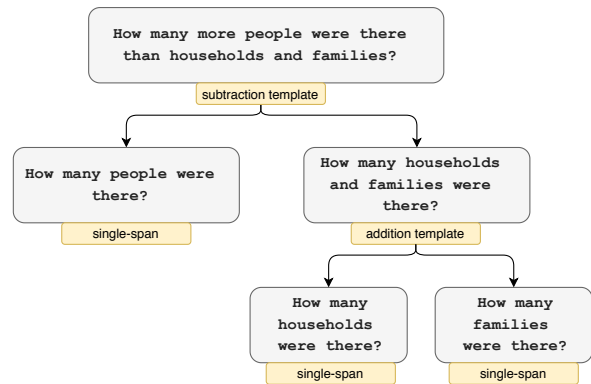 How many more people were there
than households and families?
subtraction template
How many people were
there?
single-span
How many households
and families were
there?
addition template
How many
households
were there?
single-span
How many
families
were there?
single-span